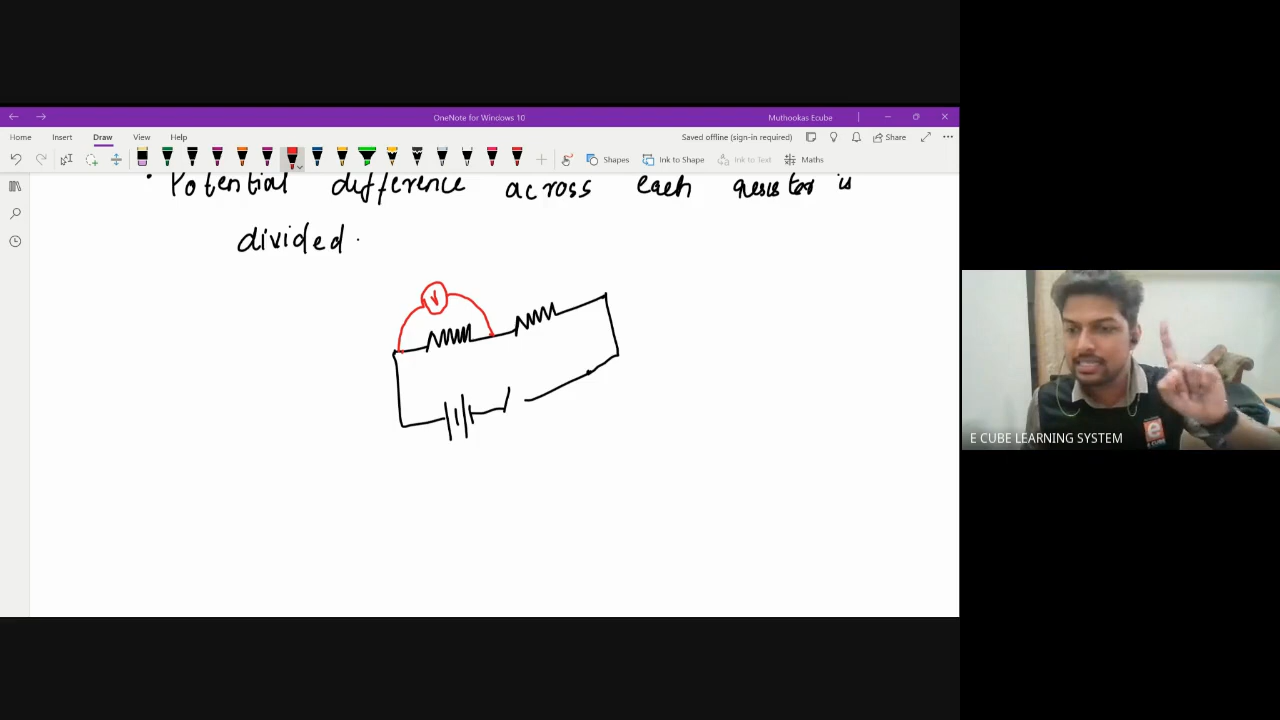 OneNote for Windows 10
Muthookas Ecube
Home Insert Draw View Help
Saved offline (sign-in required)
Share
Shapes
Ink to Shape
Ink to Text
Maths
· Potential difference across each resistor is
divided.
V
E CUBE
E CUBE LEARNING SYSTEM